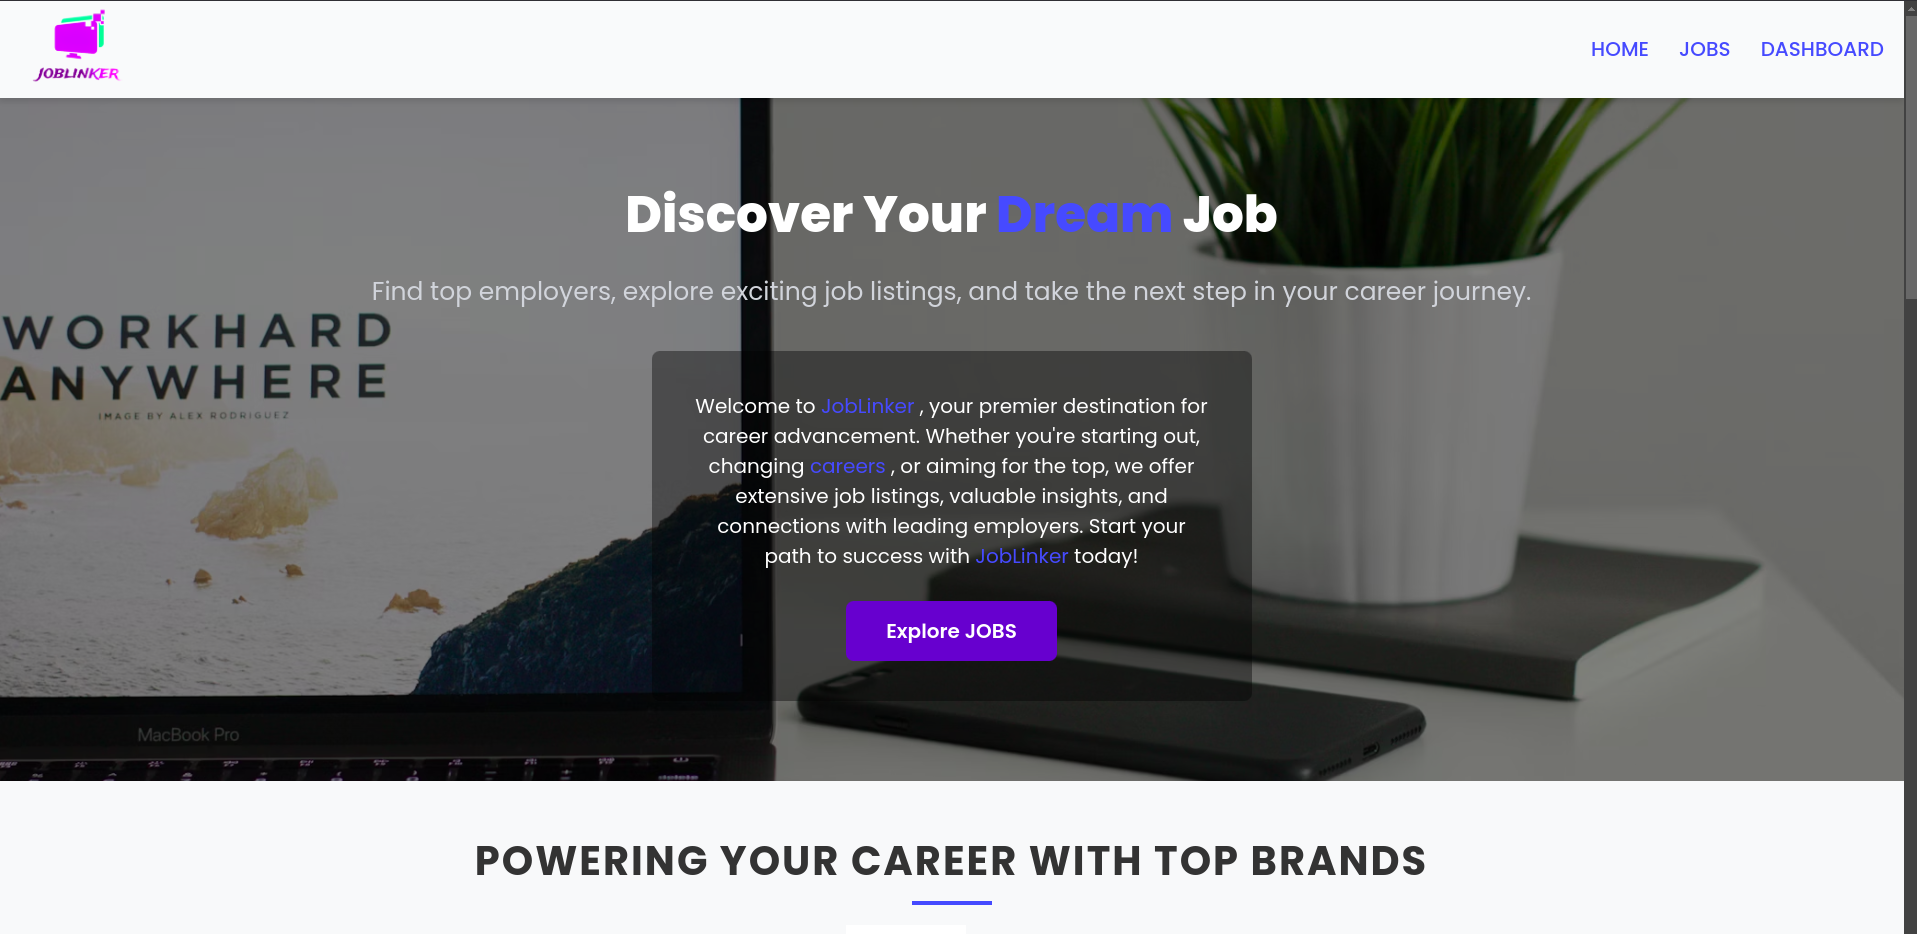 JOBLINKER
HOME JOBS DASHBOARD
Discover Your Dream Job
Find top employers, explore exciting job listings, and take the next step in your career journey.
WORKHARD
ANYWHERE
IMAGE BY ALEX RODRIGUEZ
Welcome to JobLinker , your premier destination for
career advancement. Whether you're starting out,
changing careers , or aiming for the top, we offer
extensive job listings, valuable insights, and
connections with leading employers. Start your
path to success with JobLinker today!
Explore JOBS
MacBook Pro
delete
POWERING YOUR CAREER WITH TOP BRANDS